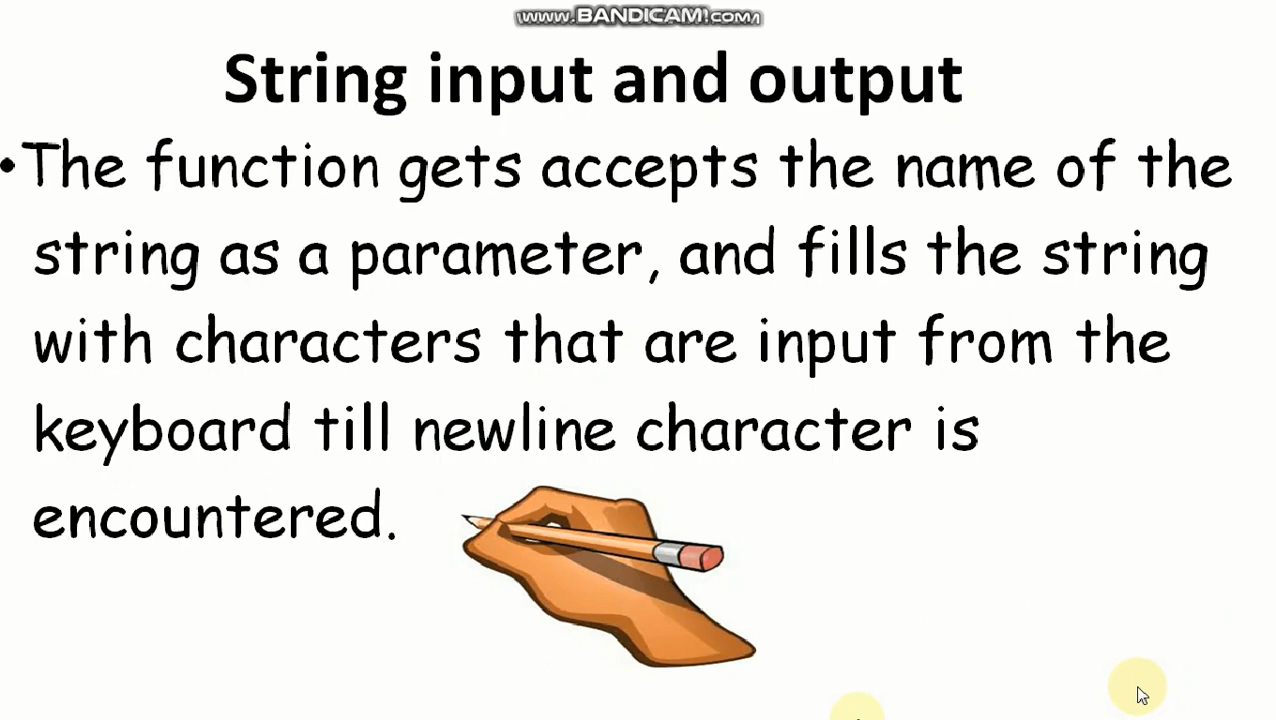 www.BANDICAM.com
String input and output
•The function gets accepts the name of the
string as a parameter, and fills the string
with characters that are input from the
keyboard till newline character is
encountered.